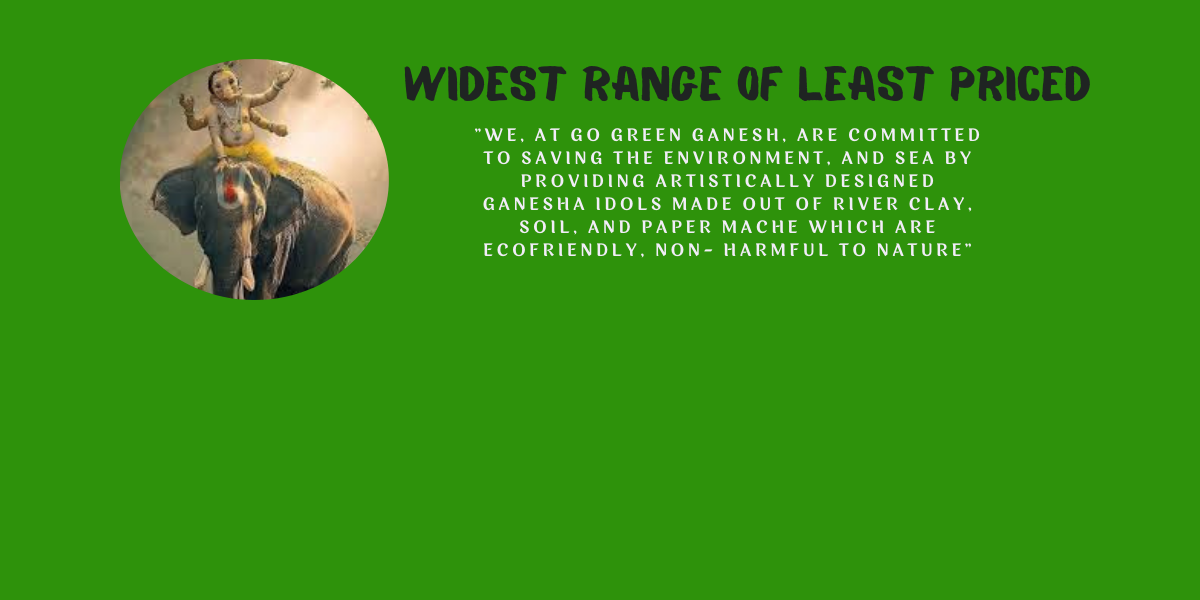 WIDEST RANGE OF LEAST PRICED
"WE, AT GO GREEN GANESH, ARE COMMITTED
TO SAVING THE ENVIRONMENT, AND SEA BY
PROVIDING ARTISTICALLY DESIGNED
GANESHA IDOLS MADE OUT OF RIVER CLAY,
SOIL, AND PAPER MACHE WHICH ARE
ECOFRIENDLY, NON- HARMFUL TO NATURE"